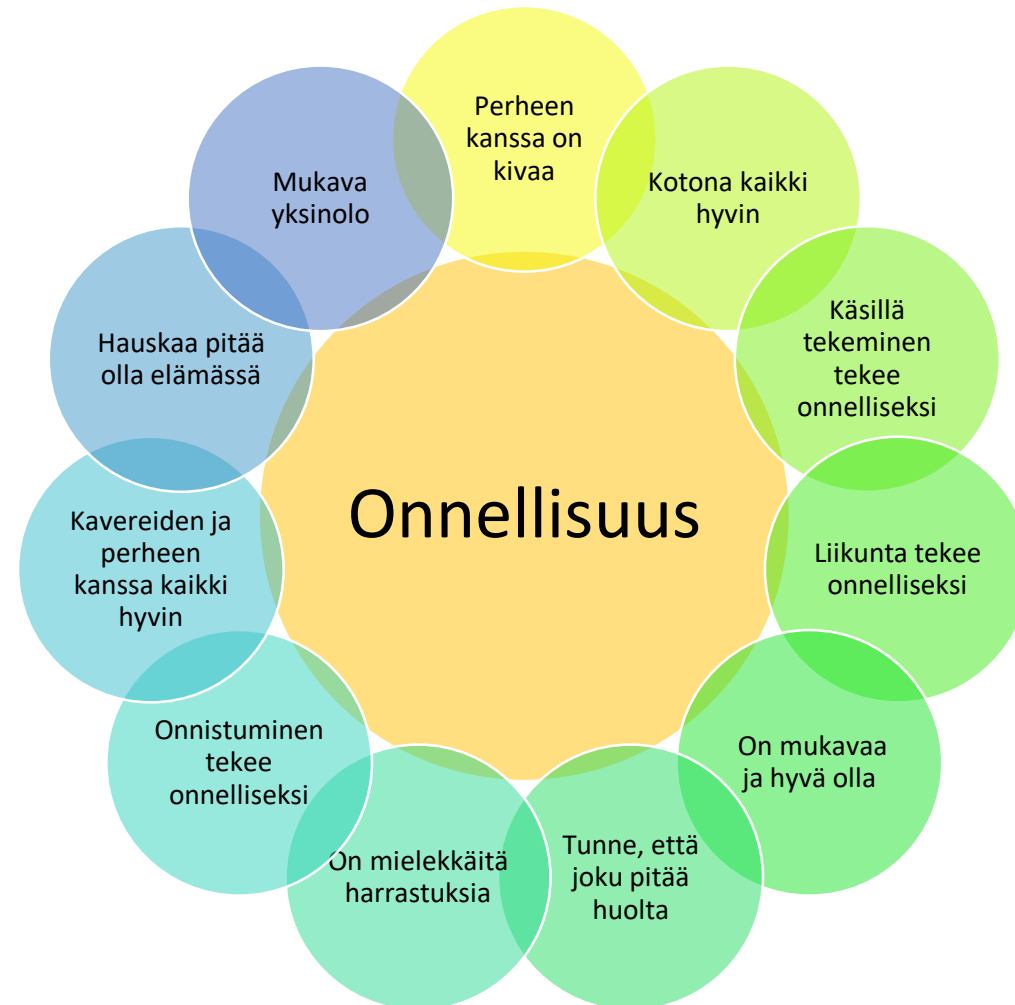 Perheen
kanssa on
kivaa
Kotona kaikki
hyvin
Käsillä
tekeminen
tekee
onnelliseksi
Liikunta tekee
onnelliseksi
On mukavaa
ja hyvä olla
Tunne, että
joku pitää
huolta
On mielekkäitä
harrastuksia
Onnistuminen
tekee
onnelliseksi
Kavereiden ja
perheen
kanssa kaikki
hyvin
Hauskaa pitää
olla elämässä
Mukava
yksinolo
Onnellisuus